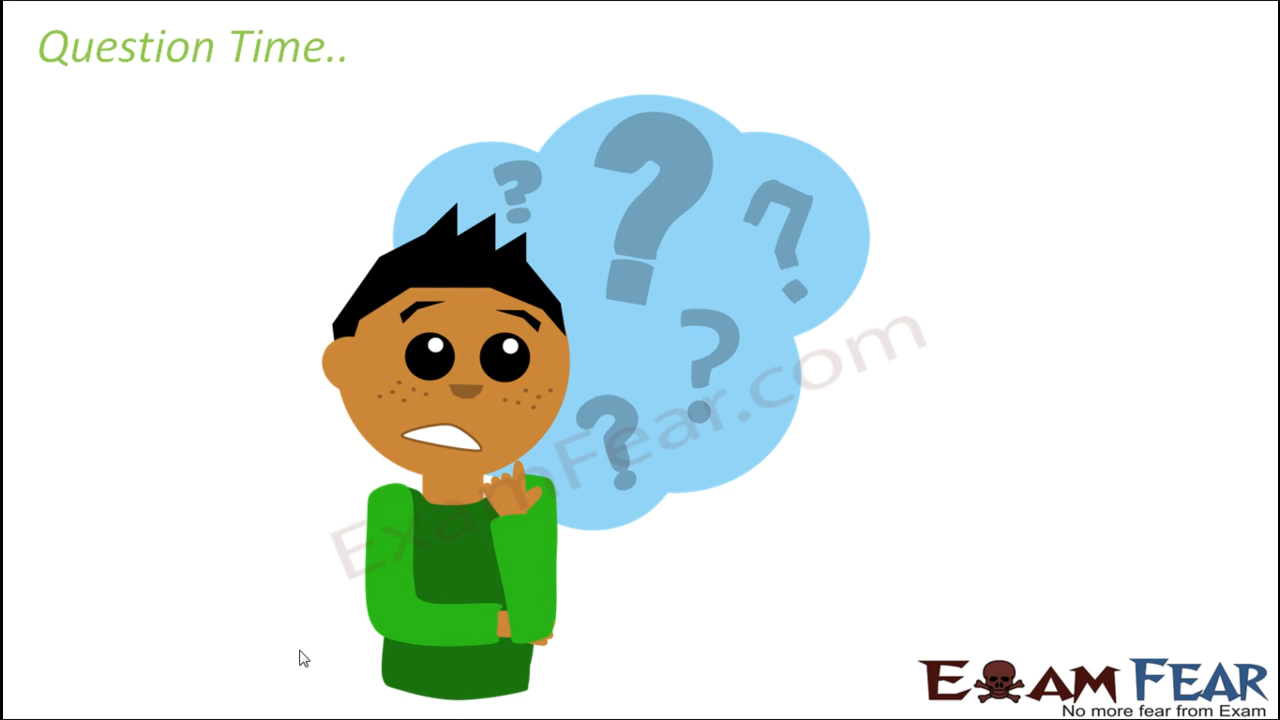 Question Time..
? ? ?
?
?
ExamFear.com
EXAM FEAR
No more fear from Exam